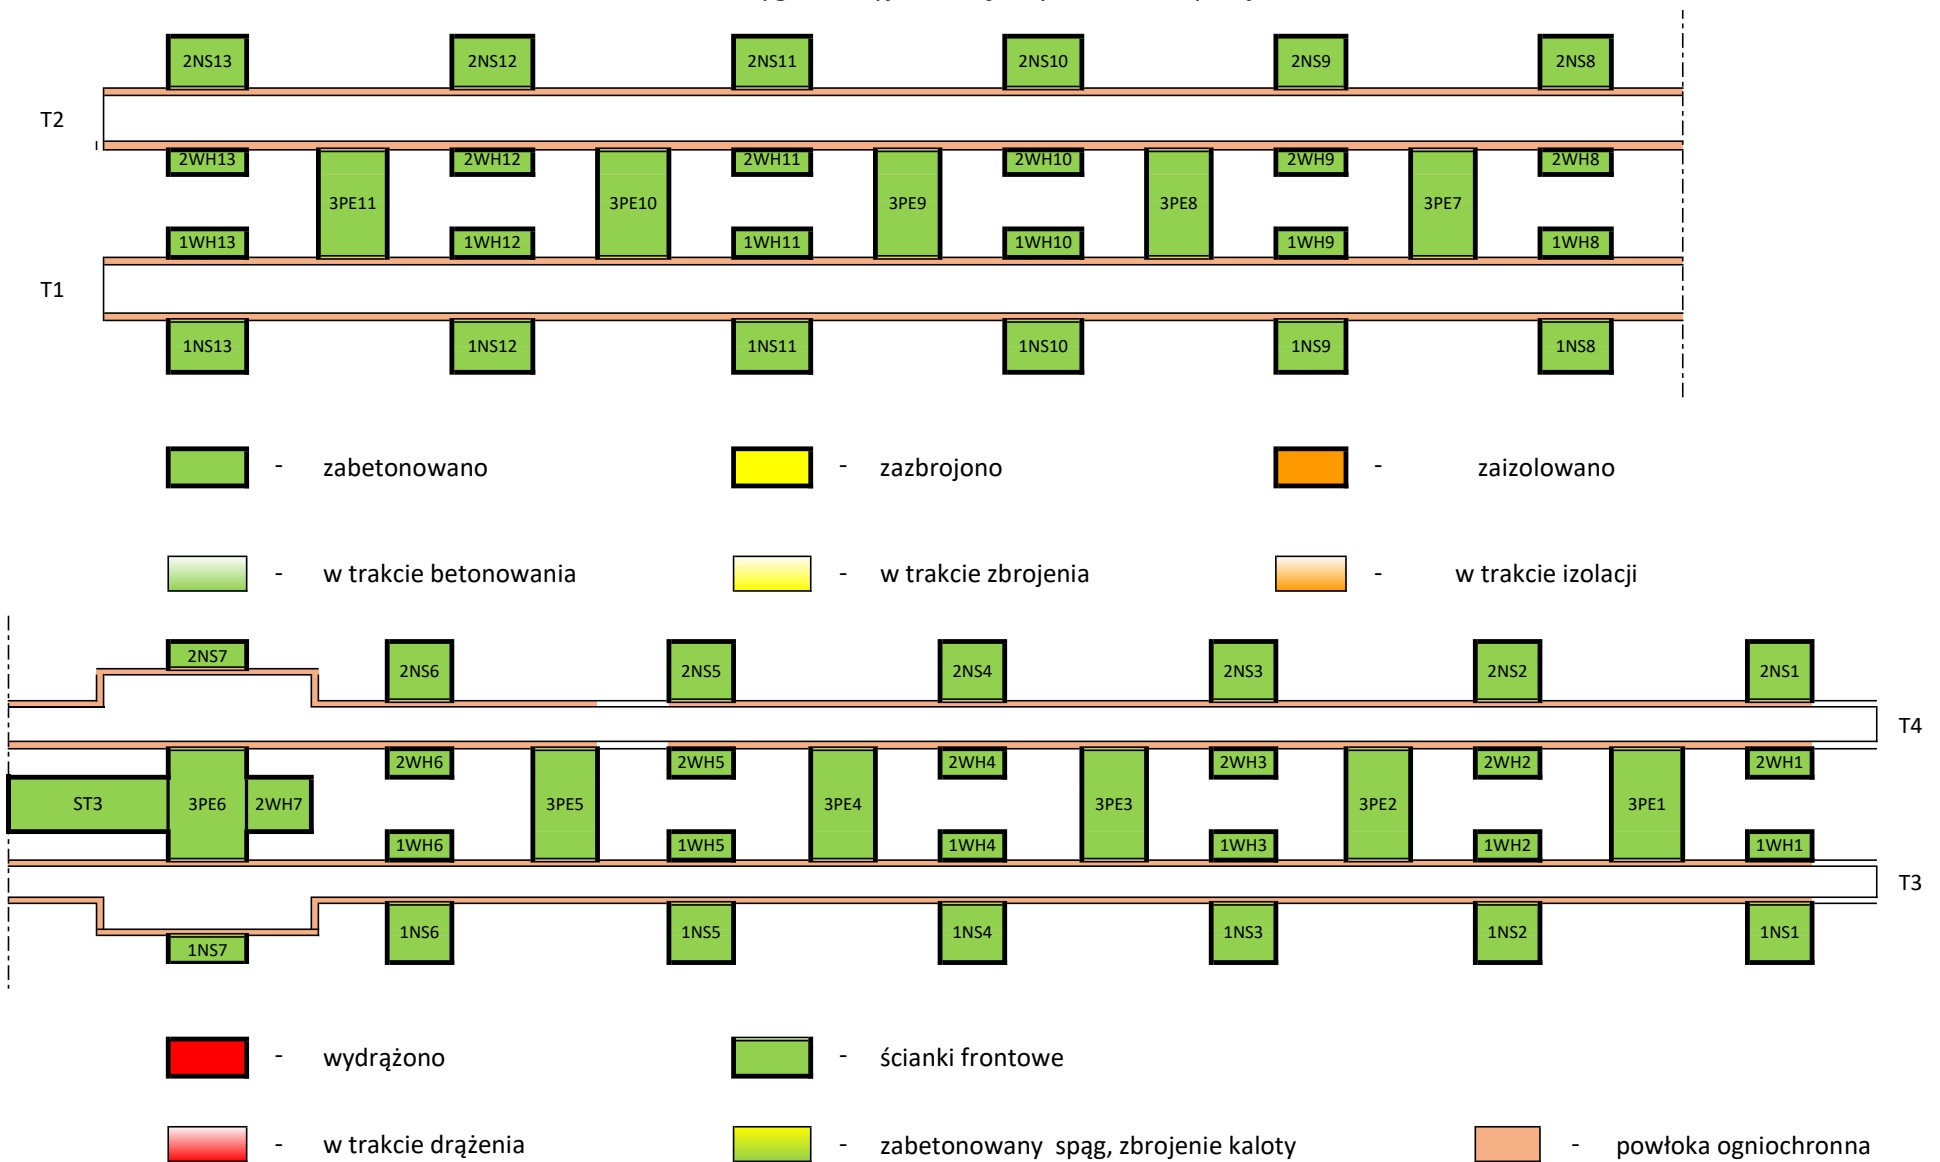 2NS13 2NS12 2NS11 2NS10 2NS9 2NS8
T2
2WH13 2WH12 2WH11 2WH10 2WH9 2WH8
3PE11 3PE10 3PE9 3PE8 3PE7
1WH13 1WH12 1WH11 1WH10 1WH9 1WH8
T1
1NS13 1NS12 1NS11 1NS10 1NS9 1NS8
- zabetonowano - zazbrojono - zaizolowano
- w trakcie betonowania - w trakcie zbrojenia - w trakcie izolacji
2NS7 2NS6 2NS5 2NS4 2NS3 2NS2 2NS1
T4
2WH6 2WH5 2WH4 2WH3 2WH2 2WH1
ST3 3PE6 2WH7 3PE5 3PE4 3PE3 3PE2 3PE1
1WH6 1WH5 1WH4 1WH3 1WH2 1WH1
T3
1NS7 1NS6 1NS5 1NS4 1NS3 1NS2 1NS1
- wydrążono - ścianki frontowe
- w trakcie drążenia - zabetonowany spąg, zbrojenie kaloty - powłoka ogniochronna